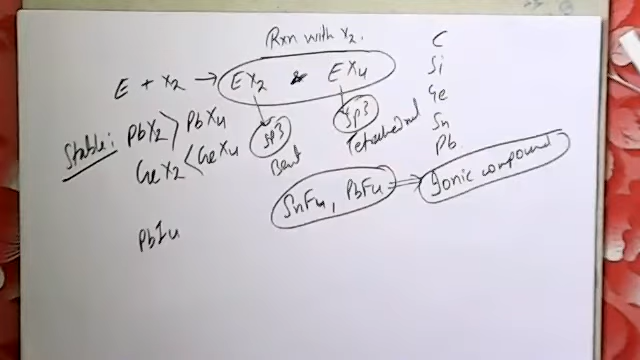 Rxn with X2.
E + X2 → EX2 & EX4
sp3 sp3
Bent Tetrahedral
C
Si
Ge
Sn
Pb
Stable: PbX2 > PbX4
GeX2 < GeX4
SnF4, PbF4 ⇒ Ionic compound
PbI4